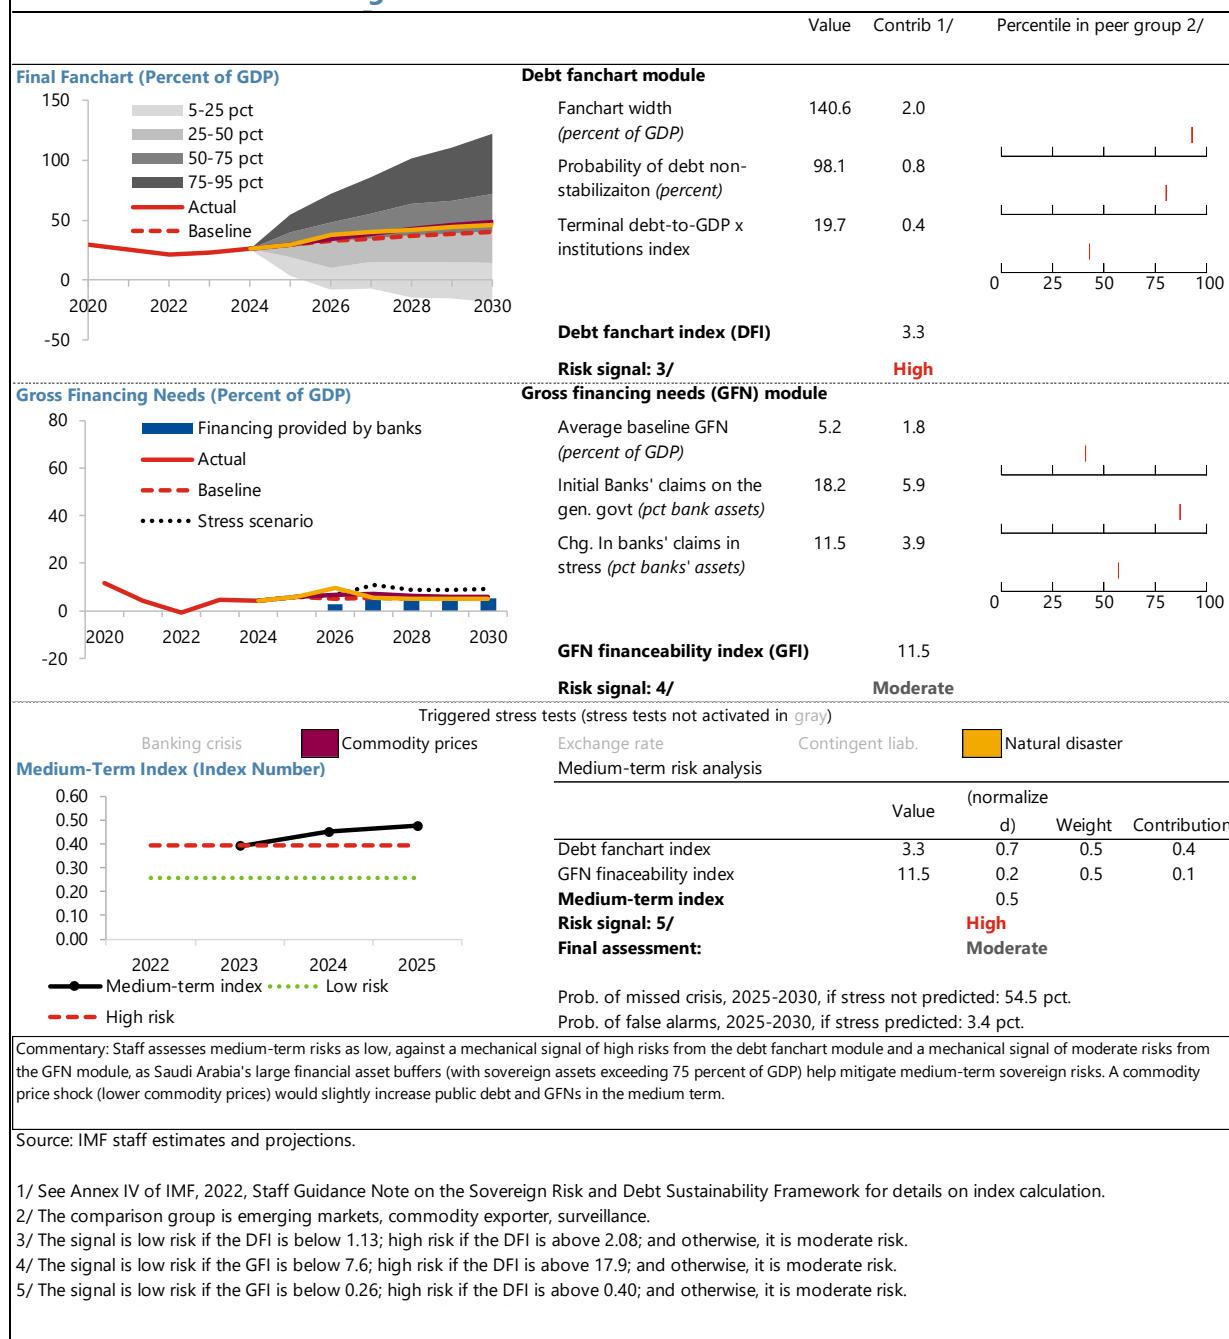 Value Contrib 1/ Percentile in peer group 2/
Final Fanchart (Percent of GDP)
150
100
50
0
-50
5-25 pct
25-50 pct
50-75 pct
75-95 pct
Actual
Baseline
2020 2022 2024 2026 2028 2030
Debt fanchart module
Fanchart width 140.6 2.0
(percent of GDP)
Probability of debt non- 98.1 0.8
stabilizaiton (percent)
Terminal debt-to-GDP x 19.7 0.4
institutions index
0 25 50 75 100
Debt fanchart index (DFI) 3.3
Risk signal: 3/ High
Gross Financing Needs (Percent of GDP)
80
60
40
20
0
-20
Financing provided by banks
Actual
Baseline
Stress scenario
2020 2022 2024 2026 2028 2030
Gross financing needs (GFN) module
Average baseline GFN 5.2 1.8
(percent of GDP)
Initial Banks' claims on the 18.2 5.9
gen. govt (pct bank assets)
Chg. In banks' claims in 11.5 3.9
stress (pct banks' assets)
0 25 50 75 100
GFN financeability index (GFI) 11.5
Risk signal: 4/ Moderate
Triggered stress tests (stress tests not activated in gray)
Banking crisis Commodity prices Exchange rate Contingent liab. Natural disaster
Medium-Term Index (Index Number)
0.60
0.50
0.40
0.30
0.20
0.10
0.00
2022 2023 2024 2025
Medium-term index Low risk
High risk
Medium-term risk analysis
Value (normalize
d) Weight Contribution
Debt fanchart index 3.3 0.7 0.5 0.4
GFN finaceability index 11.5 0.2 0.5 0.1
Medium-term index 0.5
Risk signal: 5/ High
Final assessment: Moderate
Prob. of missed crisis, 2025-2030, if stress not predicted: 54.5 pct.
Prob. of false alarms, 2025-2030, if stress predicted: 3.4 pct.
Commentary: Staff assesses medium-term risks as low, against a mechanical signal of high risks from the debt fanchart module and a mechanical signal of moderate risks from
the GFN module, as Saudi Arabia's large financial asset buffers (with sovereign assets exceeding 75 percent of GDP) help mitigate medium-term sovereign risks. A commodity
price shock (lower commodity prices) would slightly increase public debt and GFNs in the medium term.
Source: IMF staff estimates and projections.
1/ See Annex IV of IMF, 2022, Staff Guidance Note on the Sovereign Risk and Debt Sustainability Framework for details on index calculation.
2/ The comparison group is emerging markets, commodity exporter, surveillance.
3/ The signal is low risk if the DFI is below 1.13; high risk if the DFI is above 2.08; and otherwise, it is moderate risk.
4/ The signal is low risk if the GFI is below 7.6; high risk if the DFI is above 17.9; and otherwise, it is moderate risk.
5/ The signal is low risk if the GFI is below 0.26; high risk if the DFI is above 0.40; and otherwise, it is moderate risk.